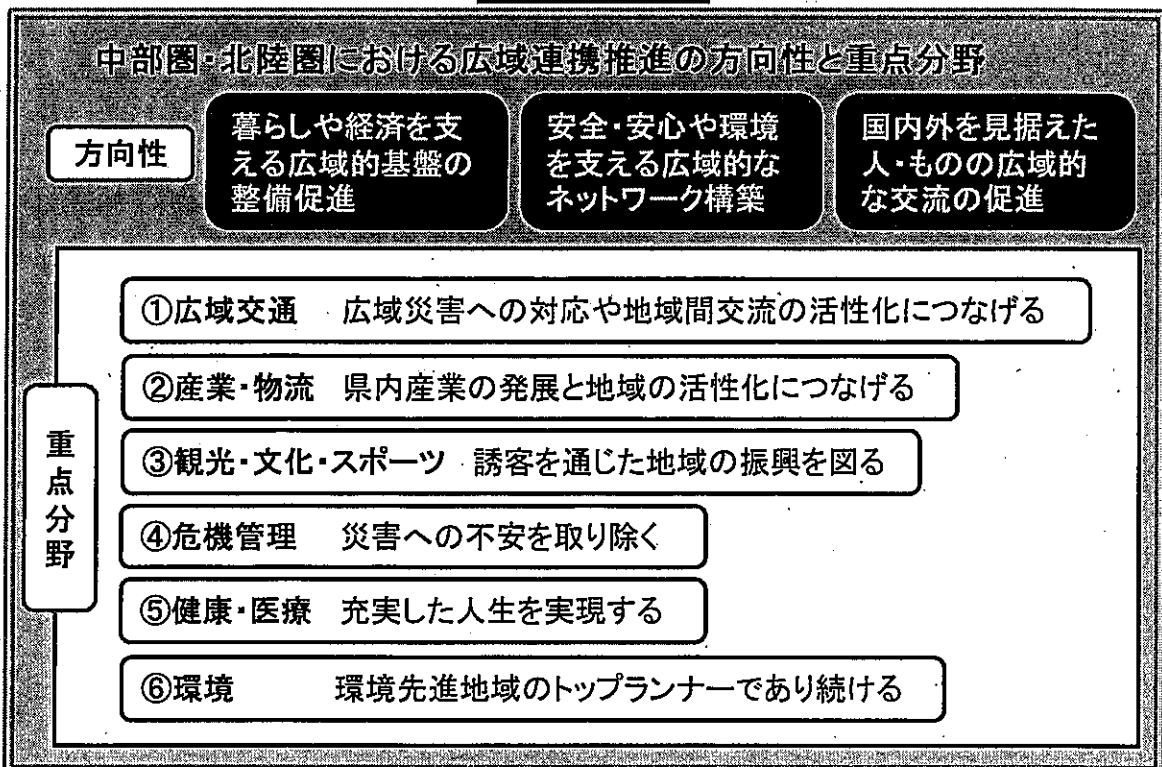 中部圏・北陸圏における広域連携推進の方向性と重点分野
方向性
暮らしや経済を支
える広域的基盤の
整備促進
安全・安心や環境
を支える広域的な
ネットワーク構築
国内外を見据えた
人・ものの広域的
な交流の促進
重点分野
①広域交通 広域災害への対応や地域間交流の活性化につなげる
②産業・物流 県内産業の発展と地域の活性化につなげる
③観光・文化・スポーツ 誘客を通じた地域の振興を図る
④危機管理 災害への不安を取り除く
⑤健康・医療 充実した人生を実現する
⑥環境 環境先進地域のトップランナーであり続ける